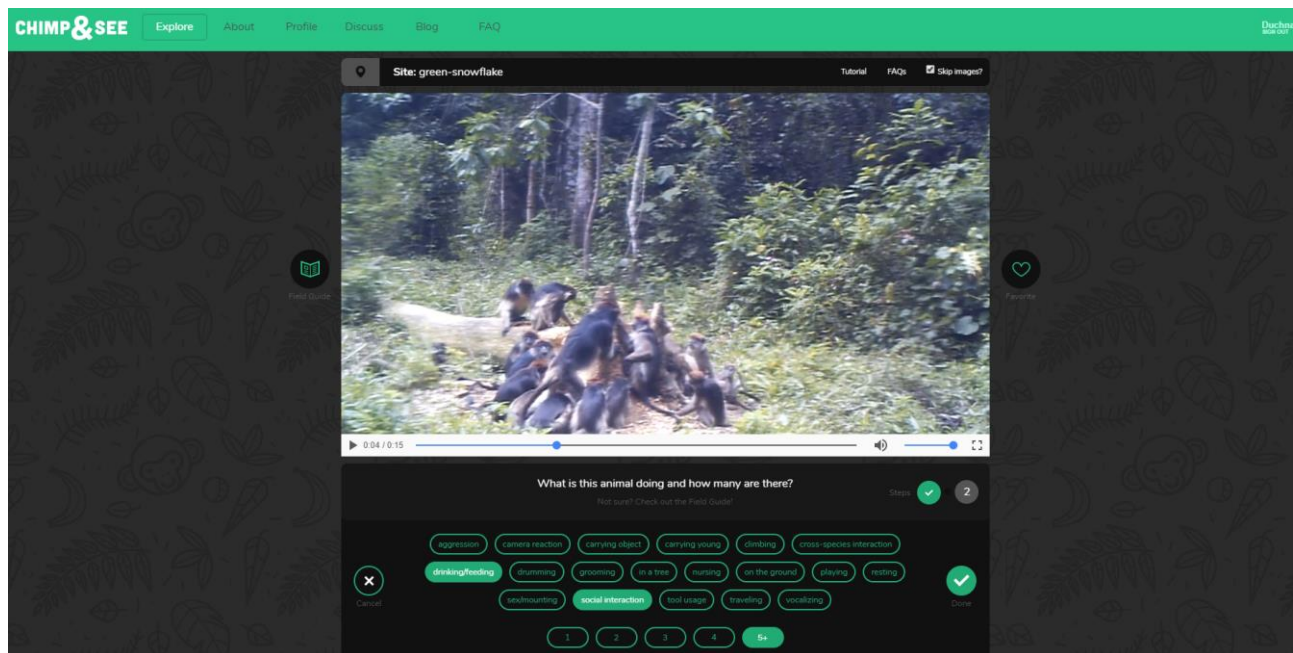 CHIMP&SEE Explore About Profile Discuss Blog FAQ
SIGN OUT
Site: green-snowflake Tutorial FAQs Skip images?
Field Guide
Favorite
0:04 / 0:15
What is this animal doing and how many are there?
Not sure? Check out the Field Guide!
Steps 2
aggression camera reaction carrying object carrying young climbing cross-species interaction
drinking/feeding drumming grooming in a tree nursing on the ground playing resting
sex/mounting social interaction tool usage traveling vocalizing
Cancel
Done
1 2 3 4 5+